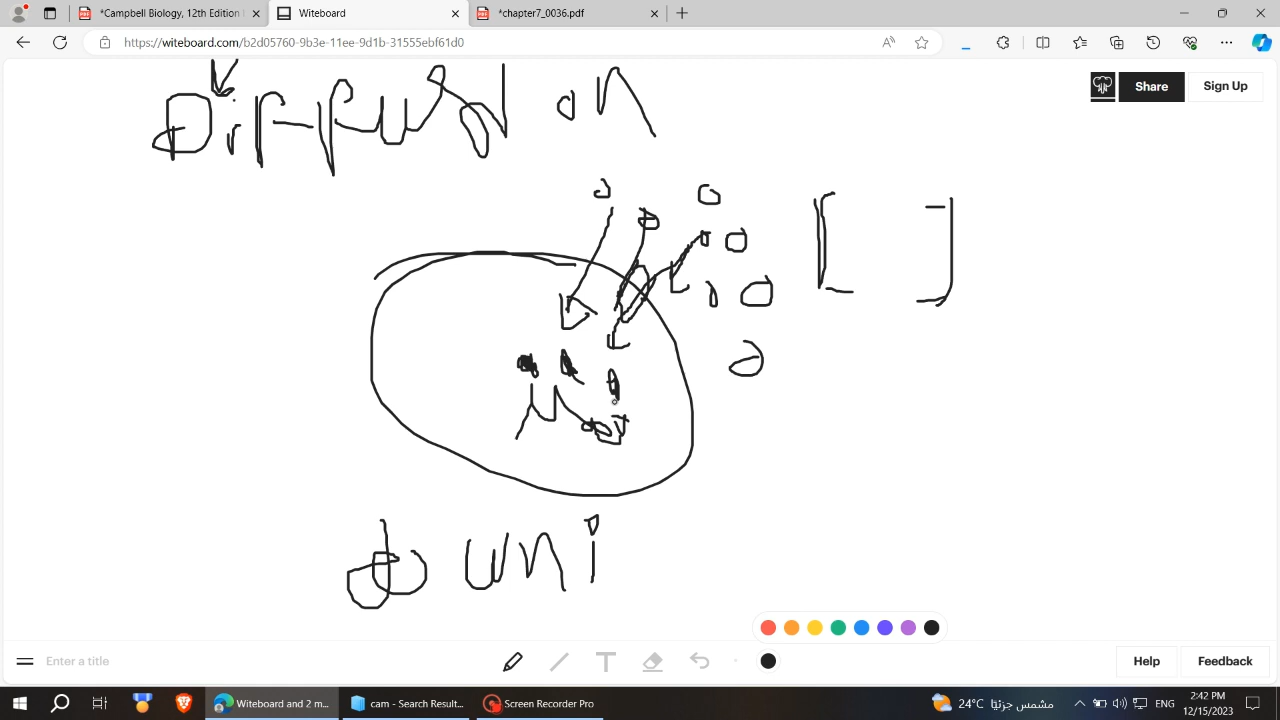 *Campbell Biology, 12th Edition
Witeboard
*chapter7_0036.pdf
https://witeboard.com/b2d05760-9b3e-11ee-9d1b-31555ebf61d0
Share
Sign Up
Diffusion
[ ]
uni
Enter a title
T
Help
Feedback
Witeboard and 2 m...
cam - Search Result...
Screen Recorder Pro
24°C مشمس جزئيًا
ENG
2:42 PM
12/15/2023